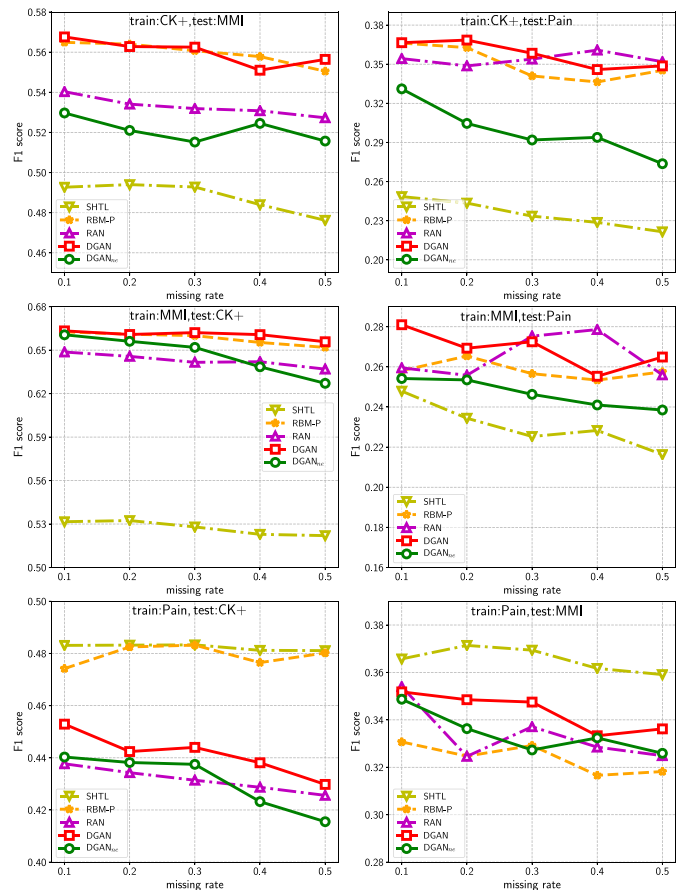 train:CK+,test:MMI
F1 score
0.58
0.56
0.54
0.52
0.50
0.48
0.46
SHTL
RBM-P
RAN
DGAN
DGANne
0.1 0.2 0.3 0.4 0.5
missing rate
train:CK+,test:Pain
F1 score
0.38
0.35
0.32
0.29
0.26
0.23
0.20
SHTL
RBM-P
RAN
DGAN
DGANne
0.1 0.2 0.3 0.4 0.5
missing rate
train:MMI,test:CK+
F1 score
0.68
0.65
0.62
0.59
0.56
0.53
0.50
SHTL
RBM-P
RAN
DGAN
DGANne
0.1 0.2 0.3 0.4 0.5
missing rate
train:MMI,test:Pain
F1 score
0.28
0.26
0.24
0.22
0.20
0.18
0.16
SHTL
RBM-P
RAN
DGAN
DGANne
0.1 0.2 0.3 0.4 0.5
missing rate
train:Pain,test:CK+
F1 score
0.50
0.48
0.46
0.44
0.42
0.40
SHTL
RBM-P
RAN
DGAN
DGANne
0.1 0.2 0.3 0.4 0.5
missing rate
train:Pain,test:MMI
F1 score
0.36
0.34
0.32
0.30
0.28
SHTL
RBM-P
RAN
DGAN
DGANne
0.1 0.2 0.3 0.4 0.5
missing rate